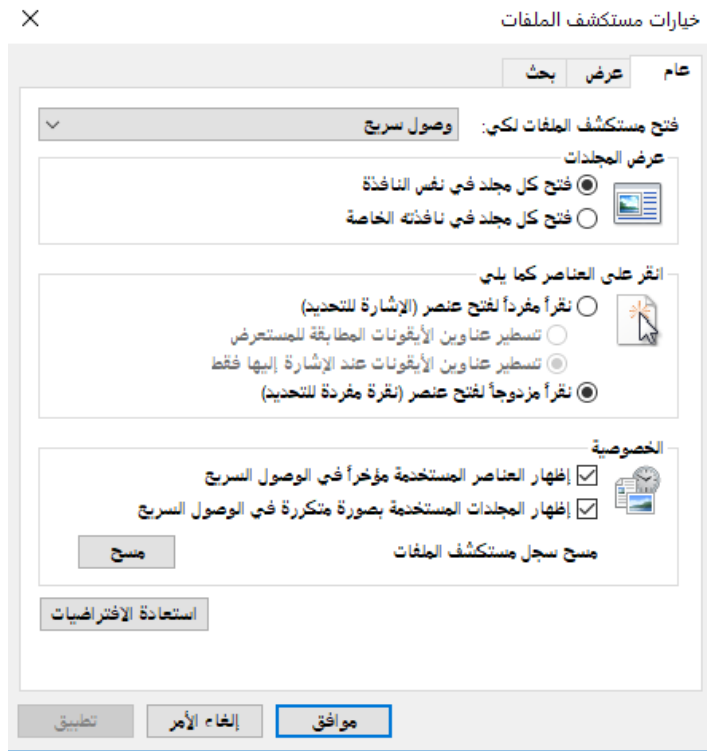 خيارات مستكشف الملفات
عام عرض بحث
فتح مستكشف الملفات لكي: وصول سريع
عرض المجلدات
فتح كل مجلد في نفس النافذة
فتح كل مجلد في نافذته الخاصة
انقر على العناصر كما يلي
نقراً مفرداً لفتح عنصر (الإشارة للتحديد)
تسطير عناوين الأيقونات المطابقة للمستعرض
تسطير عناوين الأيقونات عند الإشارة إليها فقط
نقراً مزدوجاً لفتح عنصر (نقرة مفردة للتحديد)
الخصوصية
إظهار العناصر المستخدمة مؤخراً في الوصول السريع
إظهار المجلدات المستخدمة بصورة متكررة في الوصول السريع
مسح سجل مستكشف الملفات مسح
استعادة الافتراضيات
موافق إلغاء الأمر تطبيق